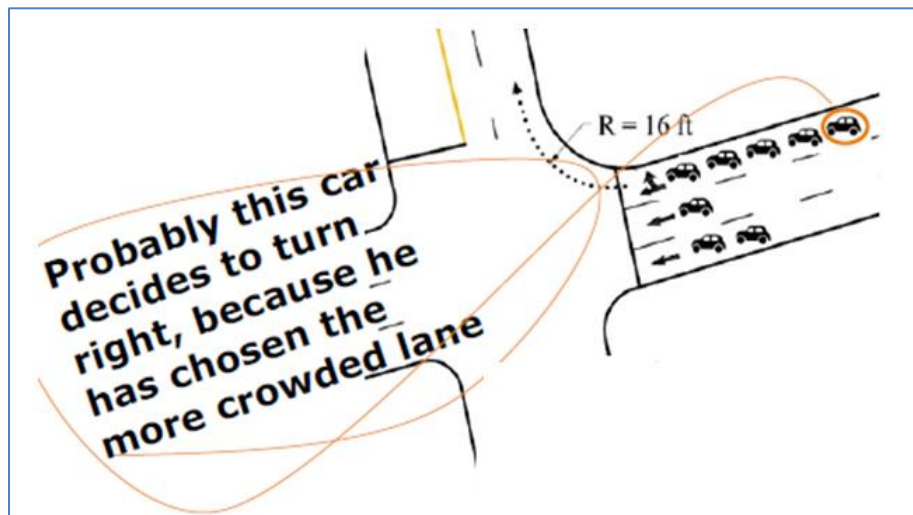 R = 16 ft
Probably this car
decides to turn
right, because he
has chosen the
more crowded lane